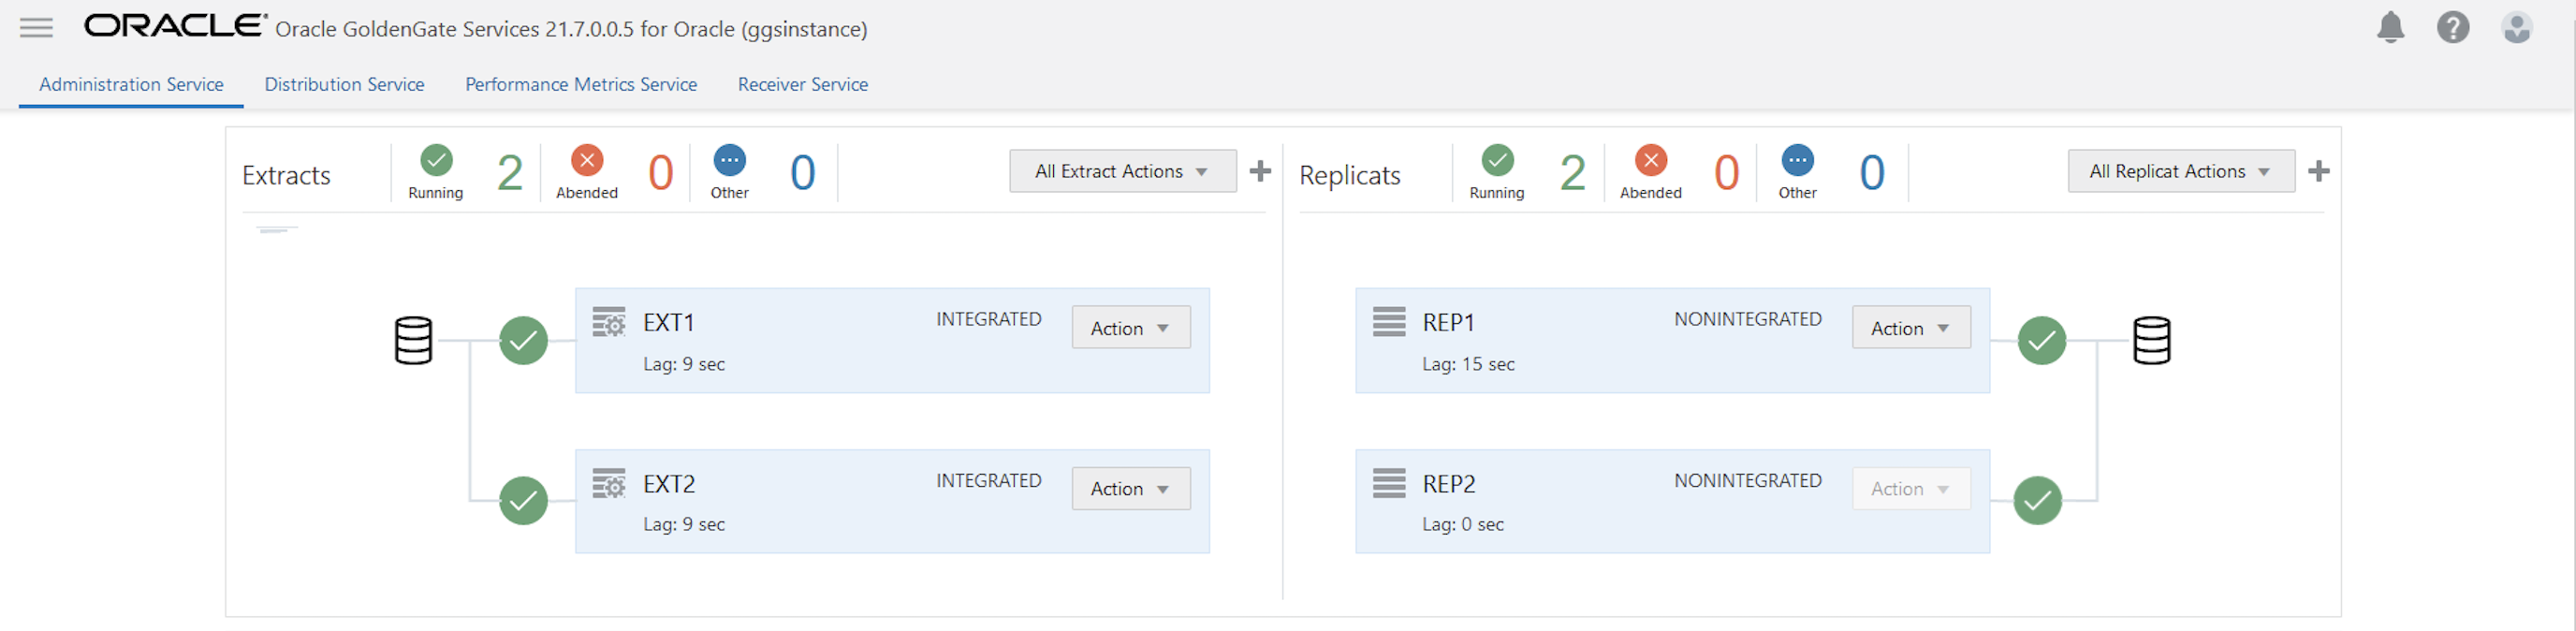 ORACLE Oracle GoldenGate Services 21.7.0.0.5 for Oracle (ggsinstance)
Administration Service Distribution Service Performance Metrics Service Receiver Service
Extracts Running 2 Abended 0 Other 0 All Extract Actions
EXT1 INTEGRATED Action
Lag: 9 sec
EXT2 INTEGRATED Action
Lag: 9 sec
Replicats Running 2 Abended 0 Other 0 All Replicat Actions
REP1 NONINTEGRATED Action
Lag: 15 sec
REP2 NONINTEGRATED Action
Lag: 0 sec